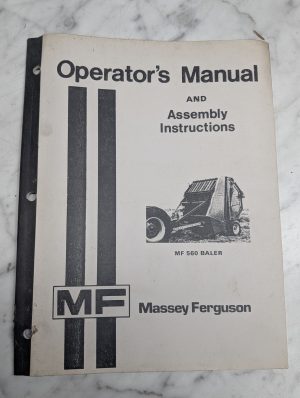 Operator's Manual
AND
Assembly
Instructions
MF 560 BALER
MF
Massey Ferguson